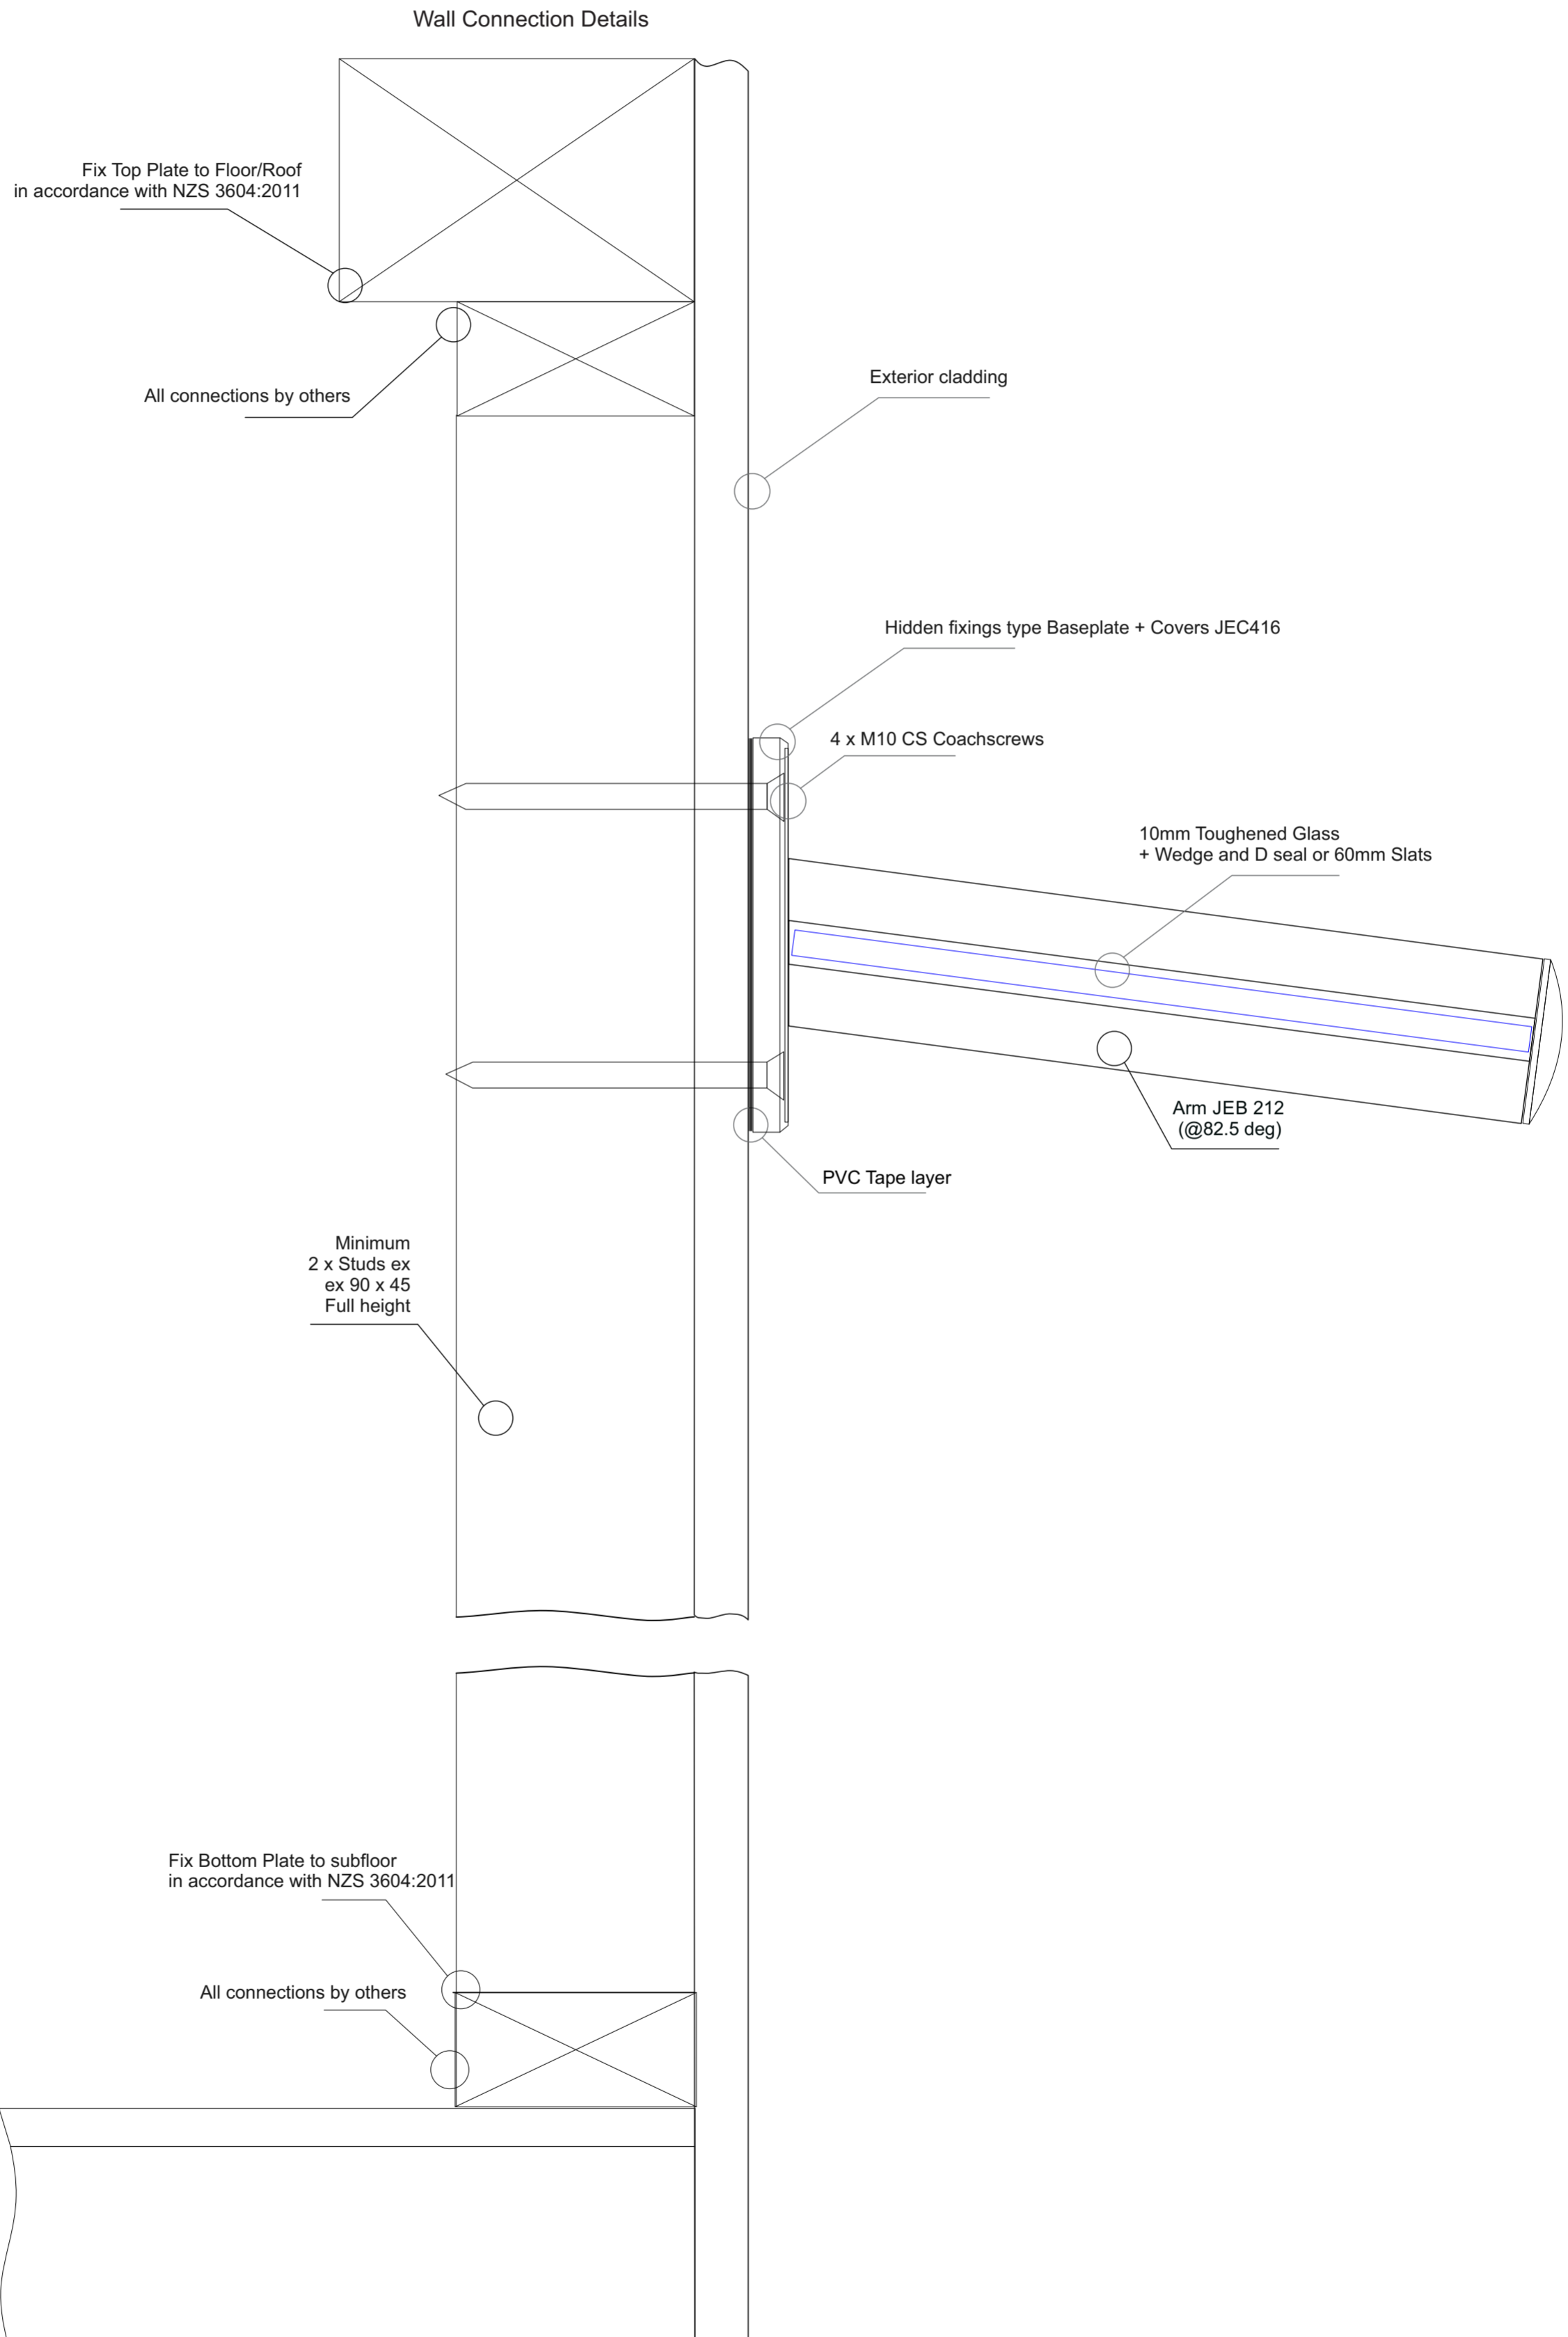 Wall Connection Details
Fix Top Plate to Floor/Roof
in accordance with NZS 3604:2011
All connections by others
Exterior cladding
Hidden fixings type Baseplate + Covers JEC416
4 x M10 CS Coachscrews
10mm Toughened Glass
+ Wedge and D seal or 60mm Slats
Arm JEB 212
(@82.5 deg)
PVC Tape layer
Minimum
2 x Studs ex
ex 90 x 45
Full height
Fix Bottom Plate to subfloor
in accordance with NZS 3604:2011
All connections by others